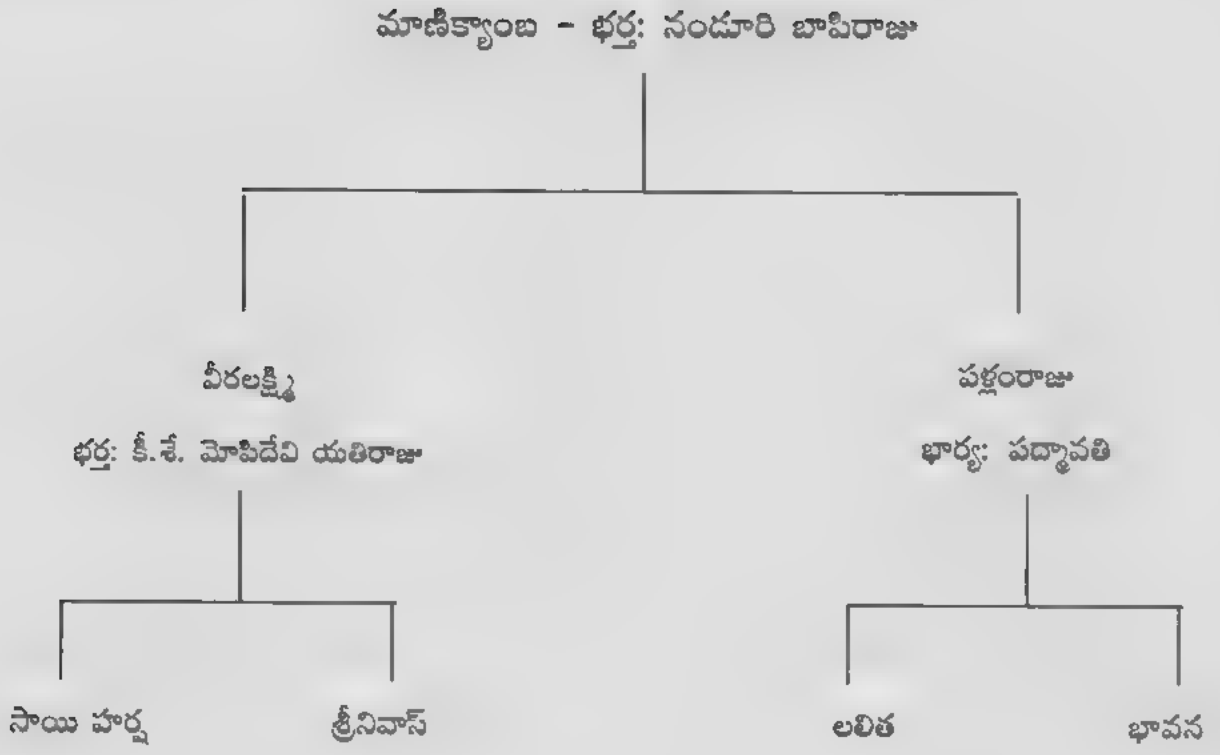 మాణిక్యాంబ - భర్త: నండూరి బాపిరాజు
వీరలక్ష్మి
భర్త: కీ.శే. మోపిదేవి యతిరాజు
పళ్లంరాజు
భార్య: పద్మావతి
సాయి హర్ష
శ్రీనివాస్
లలిత
భావన